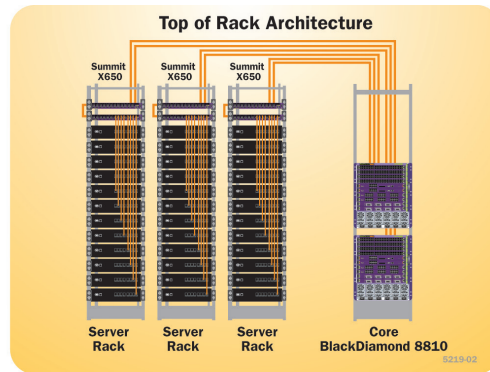 Top of Rack Architecture
Summit
X650
Summit
X650
Summit
X650
Server
Rack
Server
Rack
Server
Rack
Core
BlackDiamond 8810
5219-02